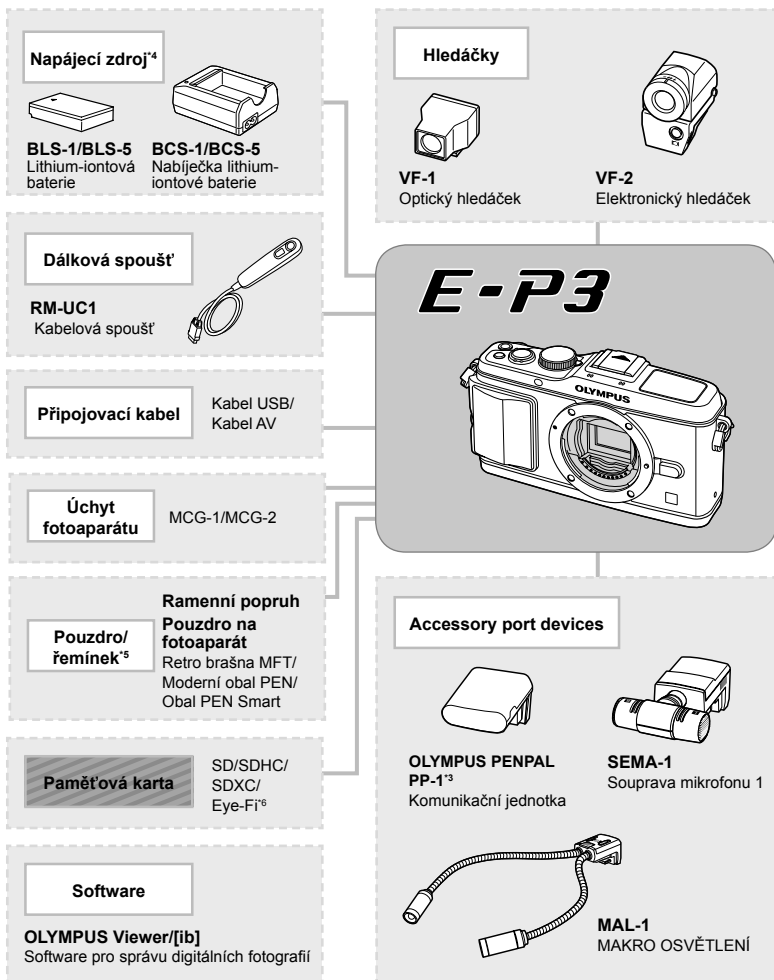 Napájecí zdroj*4
BLS-1/BLS-5
Lithium-iontová
baterie
BCS-1/BCS-5
Nabíječka lithium-
iontové baterie
Hledáčky
VF-1
Optický hledáček
VF-2
Elektronický hledáček
Dálková spoušť
RM-UC1
Kabelová spoušť
E-P3
OLYMPUS
Připojovací kabel
Kabel USB/
Kabel AV
Úchyt
fotoaparátu
MCG-1/MCG-2
Pouzdro/
řemínek*5
Ramenní popruh
Pouzdro na
fotoaparát
Retro brašna MFT/
Moderní obal PEN/
Obal PEN Smart
Paměťová karta
SD/SDHC/
SDXC/
Eye-Fi*6
Software
OLYMPUS Viewer/[ib]
Software pro správu digitálních fotografií
Accessory port devices
OLYMPUS PENPAL
PP-1*3
Komunikační jednotka
SEMA-1
Souprava mikrofonu 1
MAL-1
MAKRO OSVĚTLENÍ